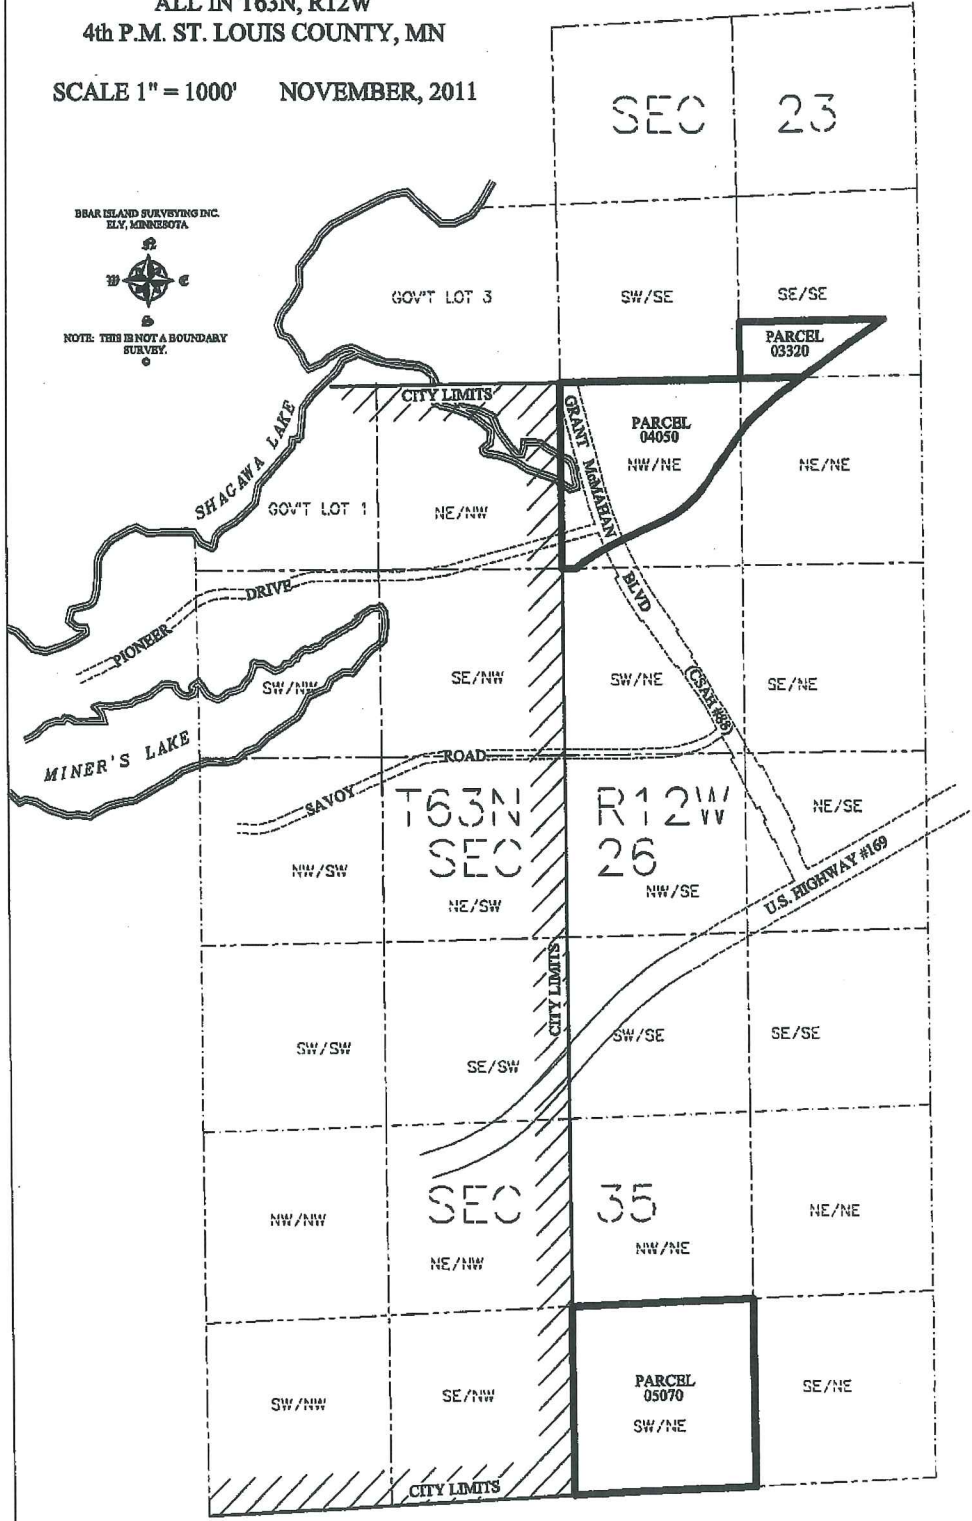 ALL IN T63N, R12W
4th P.M. ST. LOUIS COUNTY, MN
SCALE 1" = 1000' NOVEMBER, 2011
SEC 23
BEAR ISLAND SURVEYING INC.
ELY, MINNESOTA
N
W E
S
NOTE: THIS IS NOT A BOUNDARY
SURVEY.
©
GOV'T LOT 3
SW/SE
SE/SE
PARCEL
03320
CITY LIMITS
SHAGAWA LAKE
GRANT McMAHAN
BLVD
(CSAH #88)
PARCEL
04050
NW/NE
NE/NE
GOV'T LOT 1
NE/NW
PIONEER DRIVE
SW/NW
SE/NW
SW/NE
SE/NE
MINER'S LAKE
SAVOY ROAD
T63N R12W
SEC 26
NE/SE
NW/SW
NE/SW
NW/SE
U.S. HIGHWAY #169
CITY LIMITS
SW/SW
SE/SW
SW/SE
SE/SE
SEC 35
NW/NW
NE/NW
NW/NE
NE/NE
SW/NW
SE/NW
PARCEL
05070
SW/NE
SE/NE
CITY LIMITS